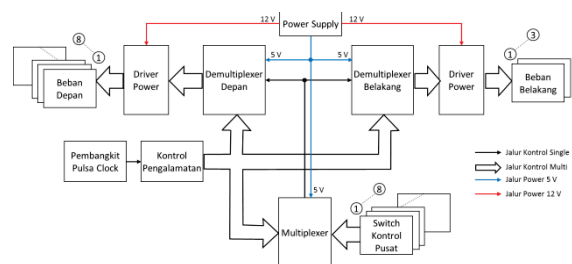 12 V
Power Supply
12 V
8
1
5 V
5 V
3
1
Beban
Depan
Driver
Power
Demultiplexer
Depan
Demultiplexer
Belakang
Driver
Power
Beban
Belakang
Pembangkit
Pulsa Clock
Kontrol
Pengalamatan
Jalur Kontrol Single
Jalur Kontrol Multi
Jalur Power 5 V
Jalur Power 12 V
5 V
8
1
Multiplexer
Switch
Kontrol
Pusat